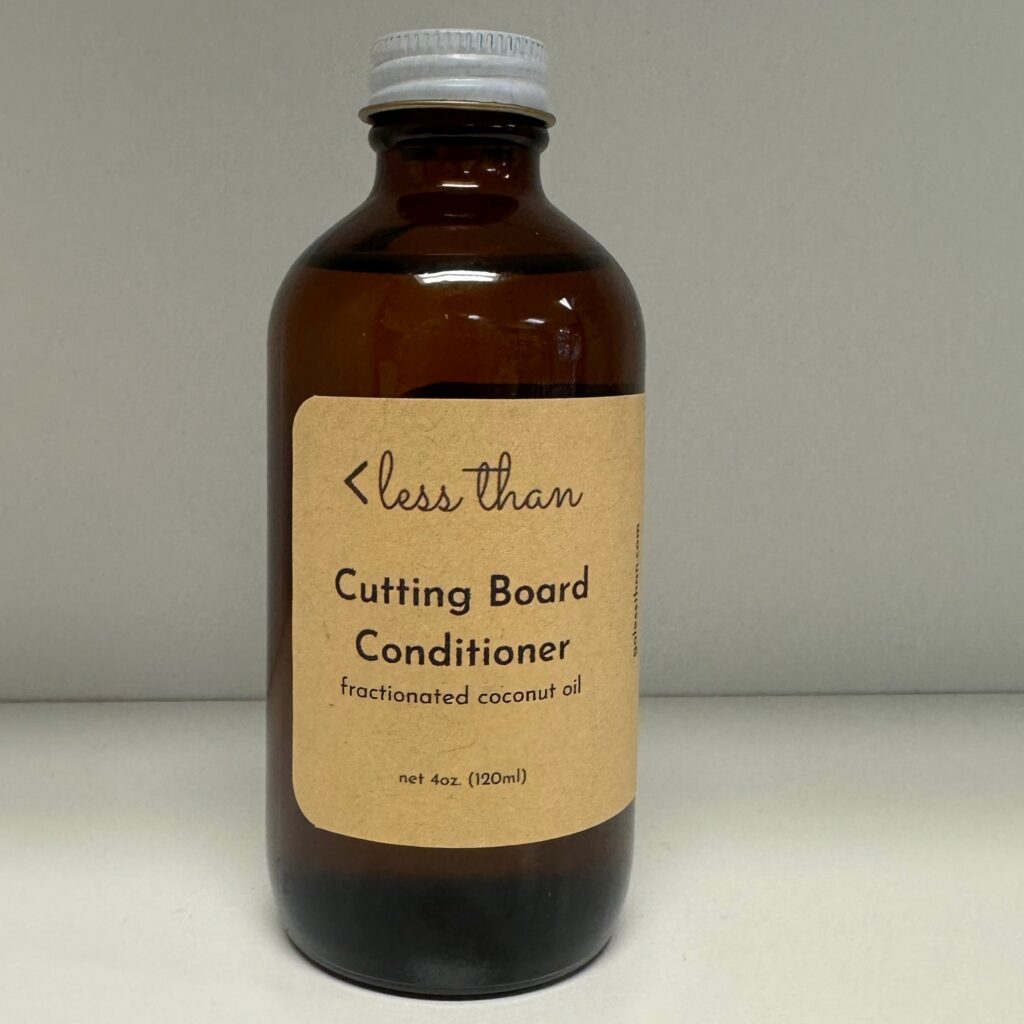 <less than
Cutting Board
Conditioner
fractionated coconut oil
net 4oz. (120ml)